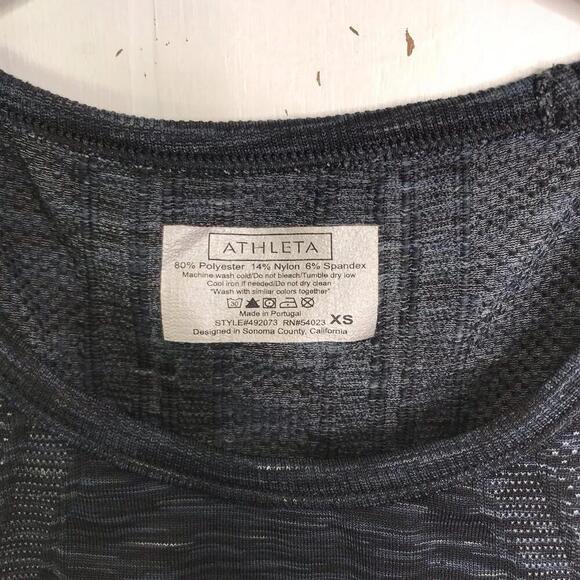 ATHLETA
80% Polyester 14% Nylon 6% Spandex
Machine wash cold/Do not bleach/Tumble dry low
Cool iron if needed/Do not dry clean
"Wash with similar colors together"
Made in Portugal
STYLE#492073 RN#54023 XS
Designed in Sonoma County, California